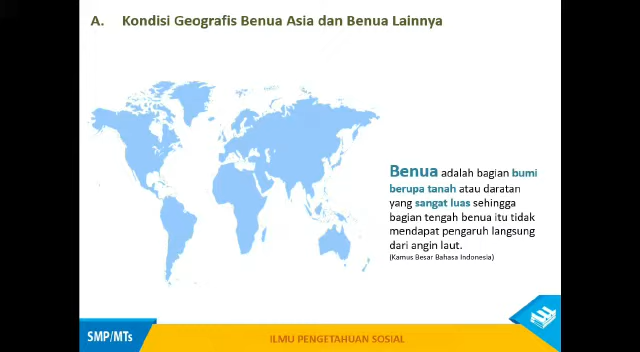 A. Kondisi Geografis Benua Asia dan Benua Lainnya
Benua adalah bagian bumi
berupa tanah atau daratan
yang sangat luas sehingga
bagian tengah benua itu tidak
mendapat pengaruh langsung
dari angin laut.
(Kamus Besar Bahasa Indonesia)
SMP/MTs
ILMU PENGETAHUAN SOSIAL